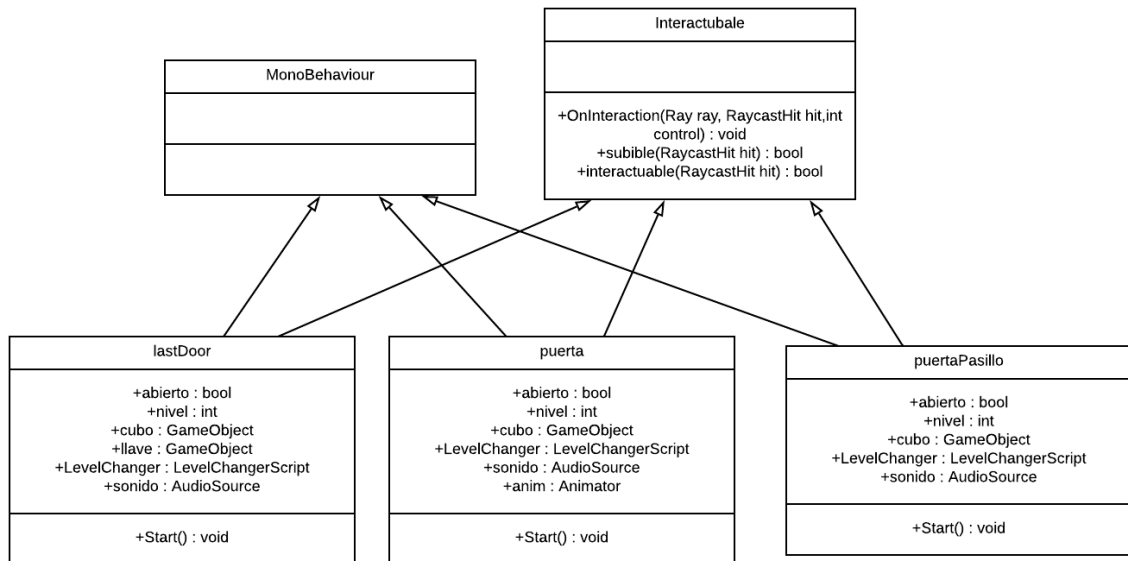 Interactubale
MonoBehaviour
+OnInteraction(Ray ray, RaycastHit hit,int
control) : void
+subible(RaycastHit hit) : bool
+interactuable(RaycastHit hit) : bool
lastDoor
+abierto : bool
+nivel : int
+cubo : GameObject
+llave : GameObject
+LevelChanger : LevelChangerScript
+sonido : AudioSource
+Start() : void
puerta
+abierto : bool
+nivel : int
+cubo : GameObject
+LevelChanger : LevelChangerScript
+sonido : AudioSource
+anim : Animator
+Start() : void
puertaPasillo
+abierto : bool
+nivel : int
+cubo : GameObject
+LevelChanger : LevelChangerScript
+sonido : AudioSource
+Start() : void